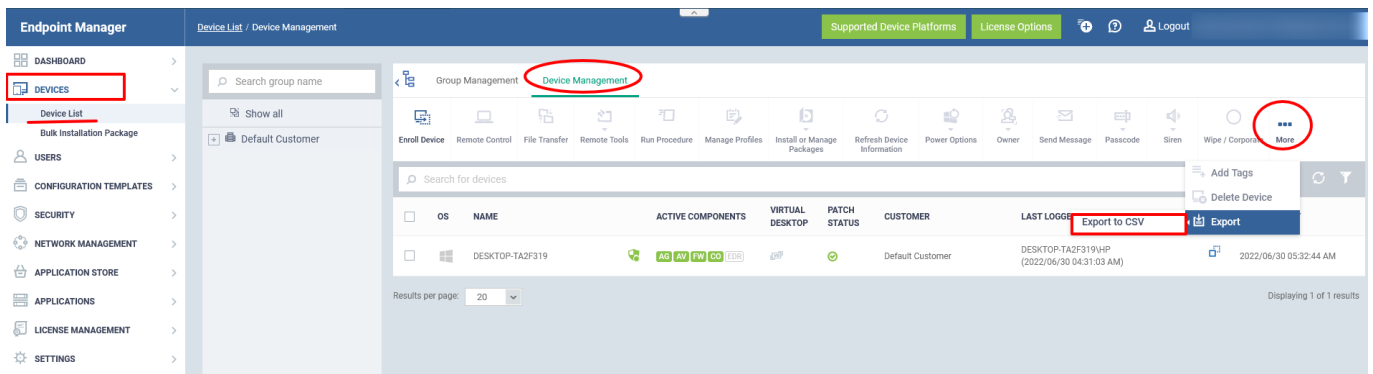 Endpoint Manager
Device List / Device Management
Supported Device Platforms
License Options
Logout
DASHBOARD
DEVICES
Device List
Bulk Installation Package
USERS
CONFIGURATION TEMPLATES
SECURITY
NETWORK MANAGEMENT
APPLICATION STORE
APPLICATIONS
LICENSE MANAGEMENT
SETTINGS
Search group name
Show all
Default Customer
Group Management
Device Management
Enroll Device
Remote Control
File Transfer
Remote Tools
Run Procedure
Manage Profiles
Install or Manage
Packages
Refresh Device
Information
Power Options
Owner
Send Message
Passcode
Siren
Wipe / Corporate
More
Add Tags
Delete Device
Export
Export to CSV
Search for devices
OS
NAME
ACTIVE COMPONENTS
VIRTUAL
DESKTOP
PATCH
STATUS
CUSTOMER
LAST LOGGE
DESKTOP-TA2F319
AG AV FW CO EDR
Default Customer
DESKTOP-TA2F319\HP
(2022/06/30 04:31:03 AM)
2022/06/30 05:32:44 AM
Results per page:
20
Displaying 1 of 1 results